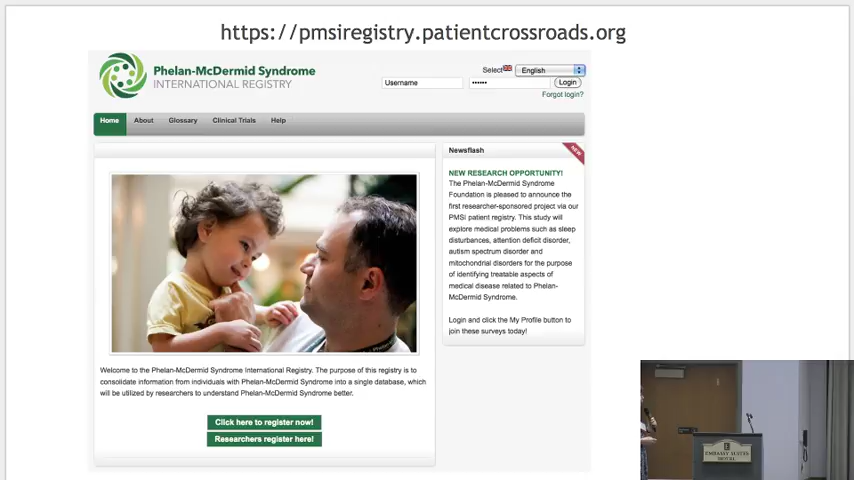 https://pmsiregistry.patientcrossroads.org
Phelan-McDermid Syndrome
INTERNATIONAL REGISTRY
Select
English
Username
••••••
Login
Forgot login?
Home
About
Glossary
Clinical Trials
Help
Newsflash
NEW
NEW RESEARCH OPPORTUNITY!
The Phelan-McDermid Syndrome
Foundation is pleased to announce the
first researcher-sponsored project via our
PMSI patient registry. This study will
explore medical problems such as sleep
disturbances, attention deficit disorder,
autism spectrum disorder and
mitochondrial disorders for the purpose
of identifying treatable aspects of
medical disease related to Phelan-
McDermid Syndrome.
Login and click the My Profile button to
join these surveys today!
Welcome to the Phelan-McDermid Syndrome International Registry. The purpose of this registry is to
consolidate information from individuals with Phelan-McDermid Syndrome into a single database, which
will be utilized by researchers to understand Phelan-McDermid Syndrome better.
Click here to register now!
Researchers register here!
EMBASSY SUITES
HOTEL